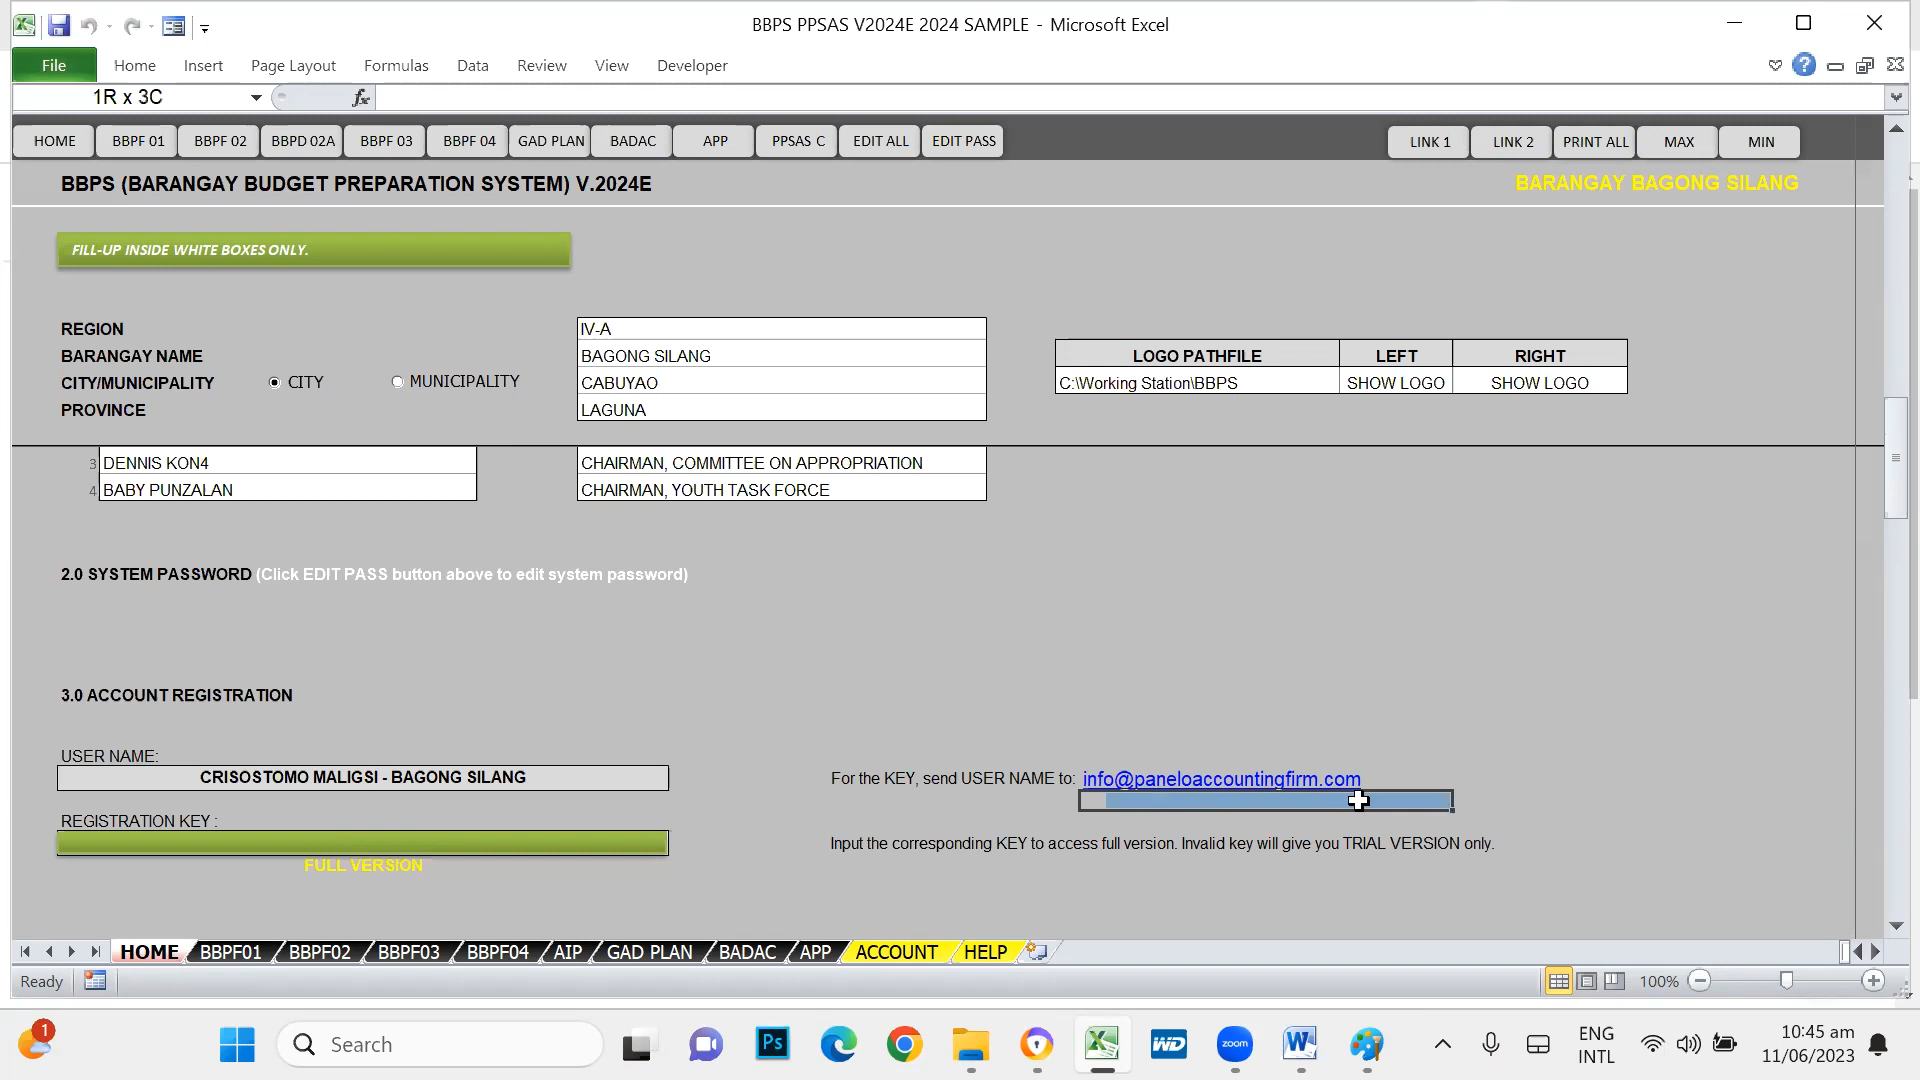 BBPS PPSAS V2024E 2024 SAMPLE - Microsoft Excel
File Home Insert Page Layout Formulas Data Review View Developer
1R x 3C fx
HOME BBPF 01 BBPF 02 BBPD 02A BBPF 03 BBPF 04 GAD PLAN BADAC APP PPSAS C EDIT ALL EDIT PASS LINK 1 LINK 2 PRINT ALL MAX MIN
BBPS (BARANGAY BUDGET PREPARATION SYSTEM) V.2024E BARANGAY BAGONG SILANG
FILL-UP INSIDE WHITE BOXES ONLY.
REGION IV-A
BARANGAY NAME BAGONG SILANG LOGO PATHFILE LEFT RIGHT
CITY/MUNICIPALITY CITY MUNICIPALITY CABUYAO C:\Working Station\BBPS SHOW LOGO SHOW LOGO
PROVINCE LAGUNA
3 DENNIS KON4 CHAIRMAN, COMMITTEE ON APPROPRIATION
4 BABY PUNZALAN CHAIRMAN, YOUTH TASK FORCE
2.0 SYSTEM PASSWORD (Click EDIT PASS button above to edit system password)
3.0 ACCOUNT REGISTRATION
USER NAME:
CRISOSTOMO MALIGSI - BAGONG SILANG For the KEY, send USER NAME to: info@paneloaccountingfirm.com
REGISTRATION KEY :
Input the corresponding KEY to access full version. Invalid key will give you TRIAL VERSION only.
FULL VERSION
HOME BBPF01 BBPF02 BBPF03 BBPF04 AIP GAD PLAN BADAC APP ACCOUNT HELP
Ready 100%
1 Search Ps WD zoom W ENG 10:45 am
INTL 11/06/2023